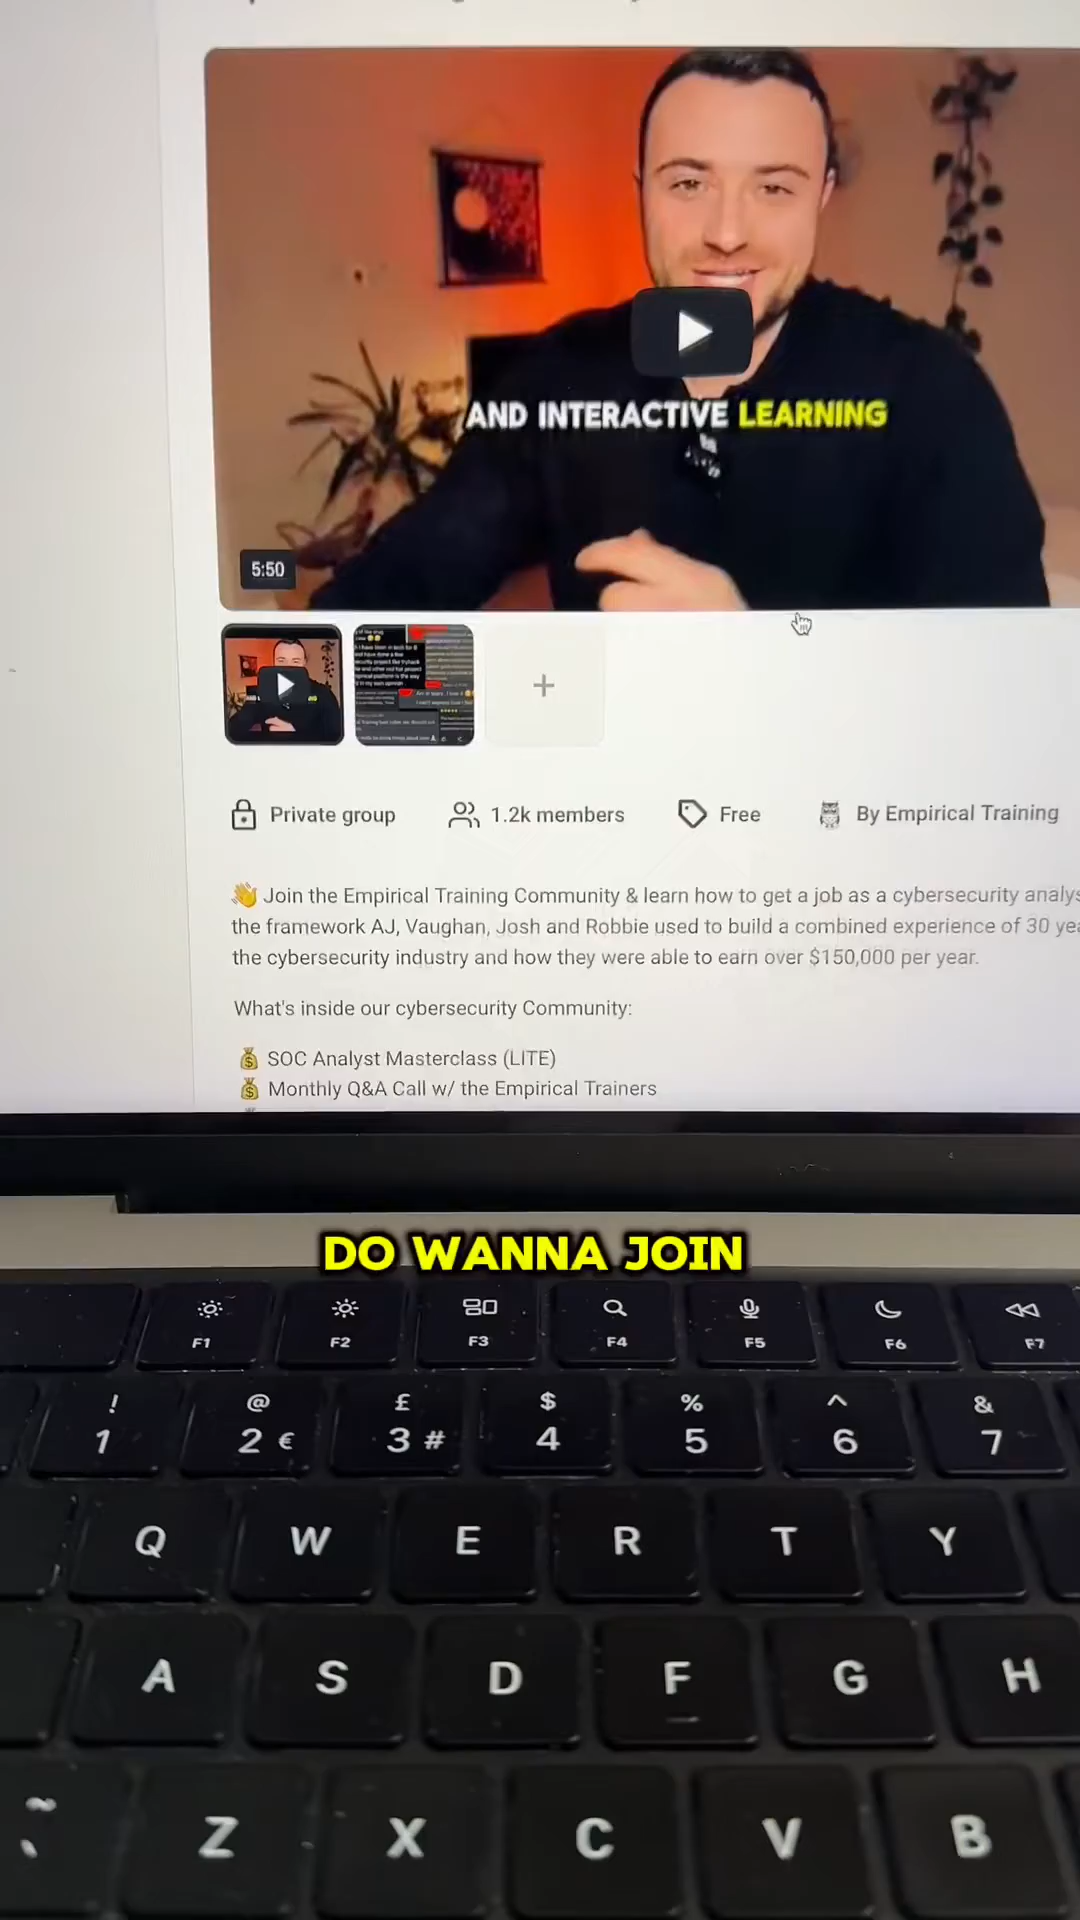 AND INTERACTIVE LEARNING
5:50
Private group
1.2k members
Free
By Empirical Training
👋 Join the Empirical Training Community & learn how to get a job as a cybersecurity analys
the framework AJ, Vaughan, Josh and Robbie used to build a combined experience of 30 yea
the cybersecurity industry and how they were able to earn over $150,000 per year.
What's inside our cybersecurity Community:
💰 SOC Analyst Masterclass (LITE)
💰 Monthly Q&A Call w/ the Empirical Trainers
DO WANNA JOIN
F1 F2 F3 F4 F5 F6 F7
! @ £ $ % ^ &
1 2 € 3 # 4 5 6 7
Q W E R T Y
A S D F G H
~
` Z X C V B